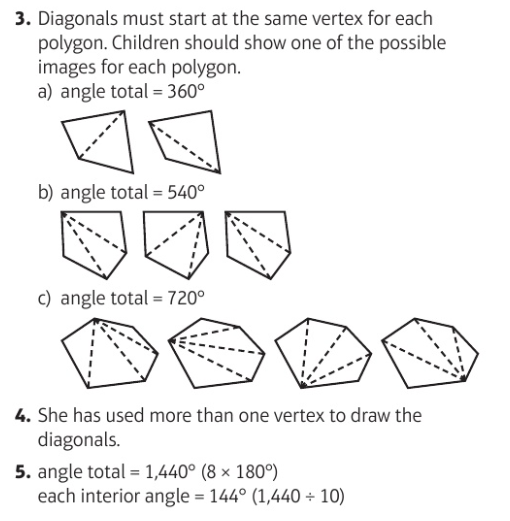 3. Diagonals must start at the same vertex for each
polygon. Children should show one of the possible
images for each polygon.
a) angle total = 360°
b) angle total = 540°
c) angle total = 720°
4. She has used more than one vertex to draw the
diagonals.
5. angle total = 1,440° (8 × 180°)
each interior angle = 144° (1,440 ÷ 10)